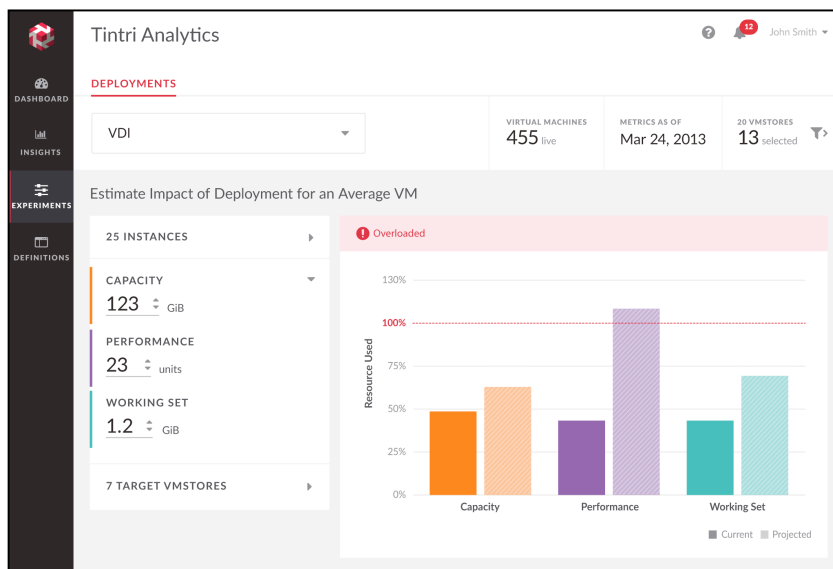 Tintri Analytics
12
John Smith
DASHBOARD
INSIGHTS
EXPERIMENTS
DEFINITIONS
DEPLOYMENTS
VDI
VIRTUAL MACHINES
455 live
METRICS AS OF
Mar 24, 2013
20 VMSTORES
13 selected
Estimate Impact of Deployment for an Average VM
25 INSTANCES
CAPACITY
123 GiB
PERFORMANCE
23 units
WORKING SET
1.2 GiB
7 TARGET VMSTORES
Overloaded
Resource Used
130%
100%
75%
50%
25%
0%
Capacity
Performance
Working Set
Current
Projected